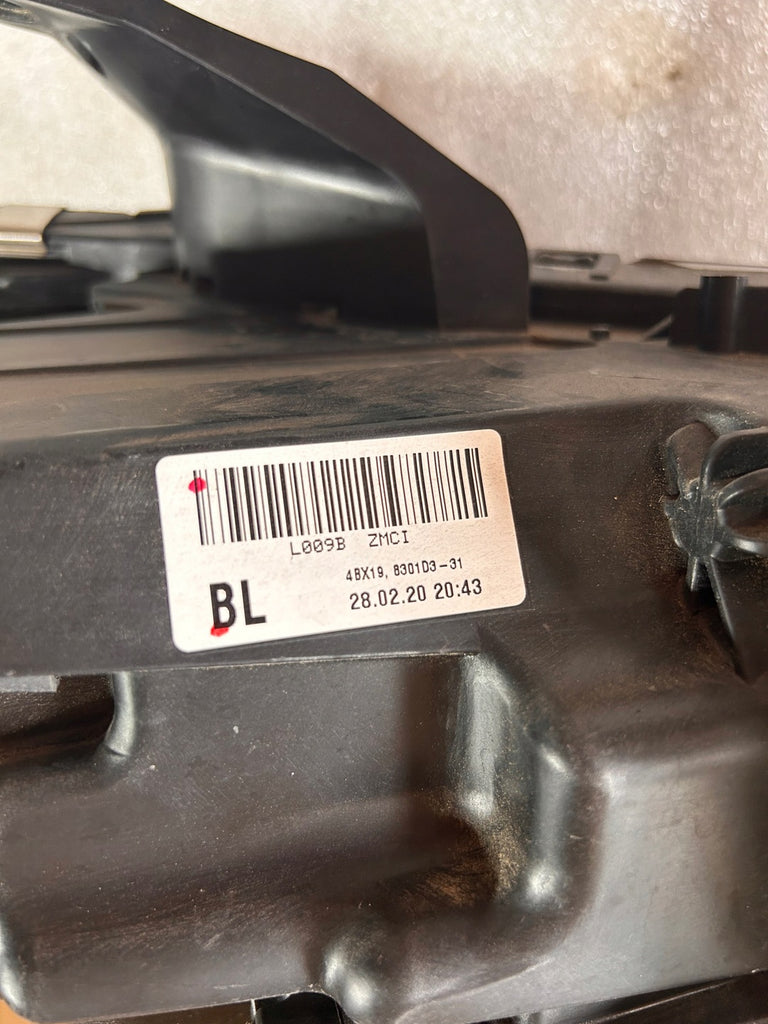 L009B ZMCI
4BX19, 8301D3-31
BL
28.02.20 20:43